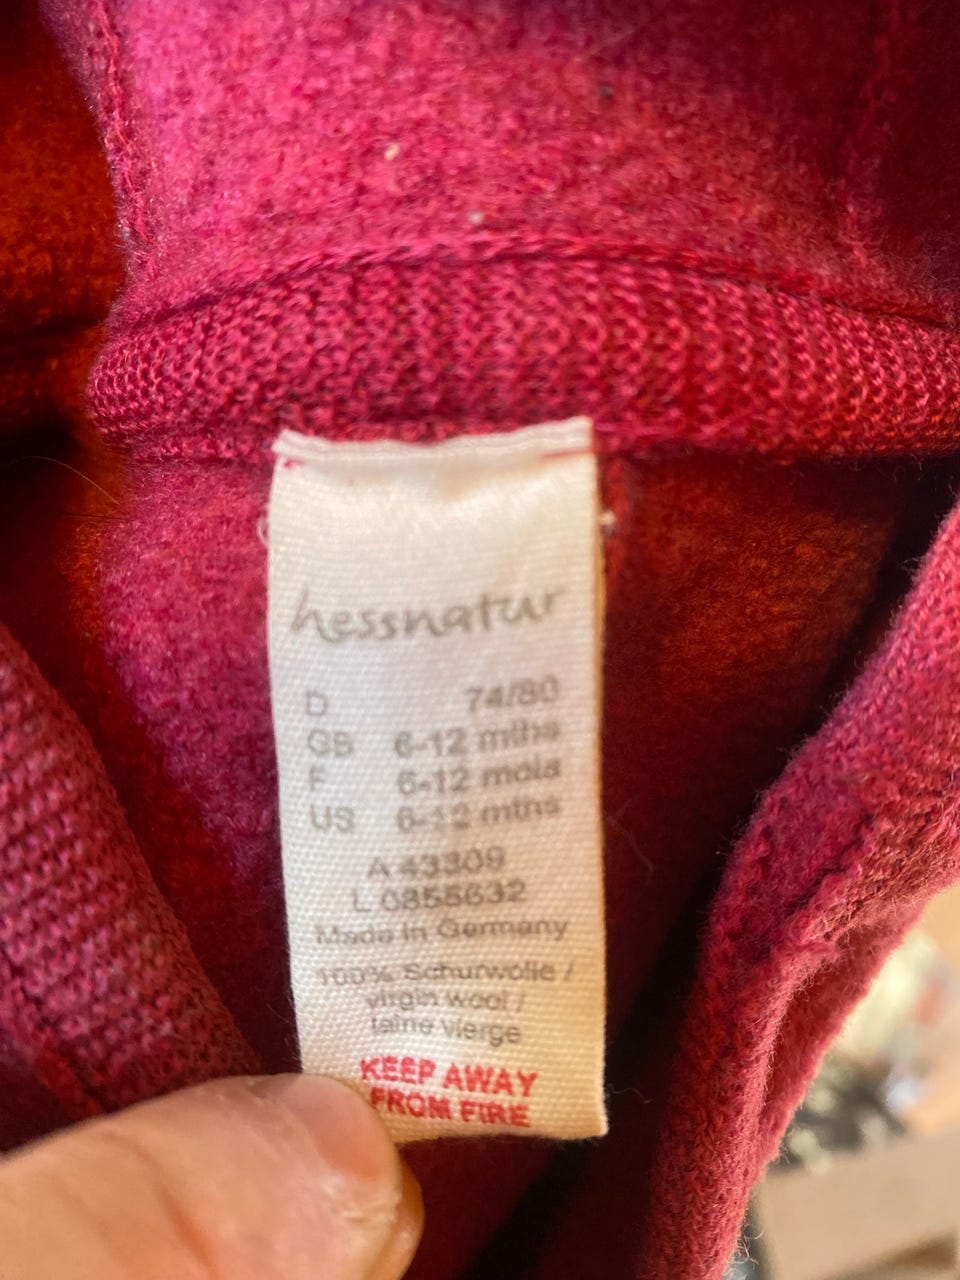 hessnatur
D 74/80
GB 6-12 mths
F 6-12 mois
US 6-12 mths
A 43309
L 0855632
Made in Germany
100% Schurwolle /
virgin wool /
laine vierge
KEEP AWAY
FROM FIRE